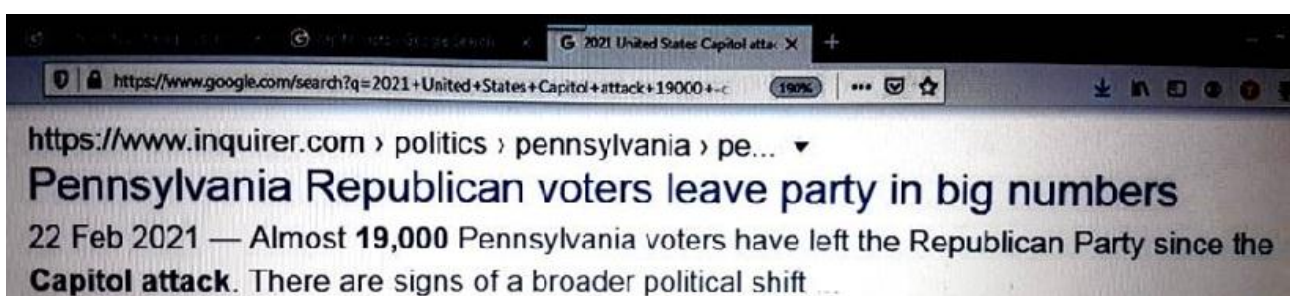 G 2021 United States Capitol attac × +
https://www.google.com/search?q=2021+United+States+Capitol+attack+19000+-c 190% ...
https://www.inquirer.com › politics › pennsylvania › pe... ▼
Pennsylvania Republican voters leave party in big numbers
22 Feb 2021 — Almost 19,000 Pennsylvania voters have left the Republican Party since the
Capitol attack. There are signs of a broader political shift ...